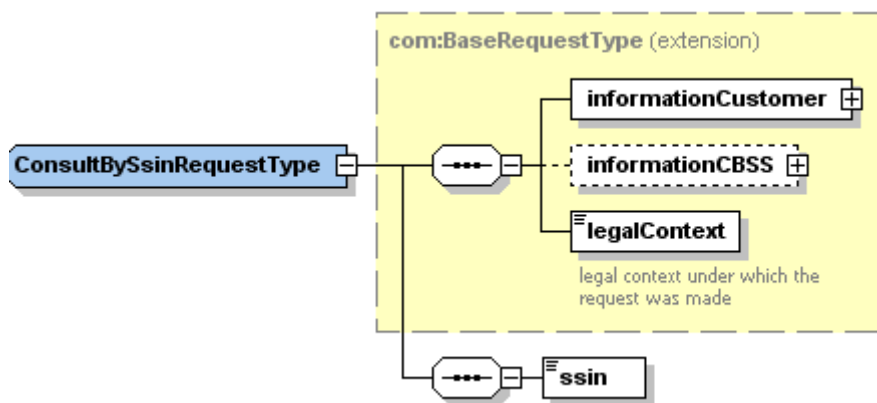 com:BaseRequestType (extension)
informationCustomer
ConsultBySsinRequestType
informationCBSS
legalContext
legal context under which the
request was made
ssin